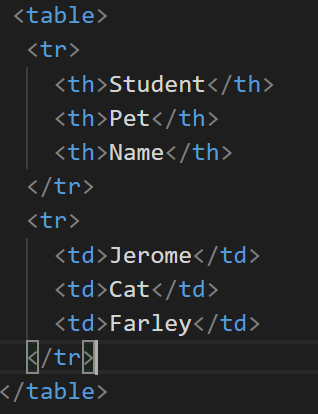 <table>
<tr>
<th>Student</th>
<th>Pet</th>
<th>Name</th>
</tr>
<tr>
<td>Jerome</td>
<td>Cat</td>
<td>Farley</td>
</tr>
</table>